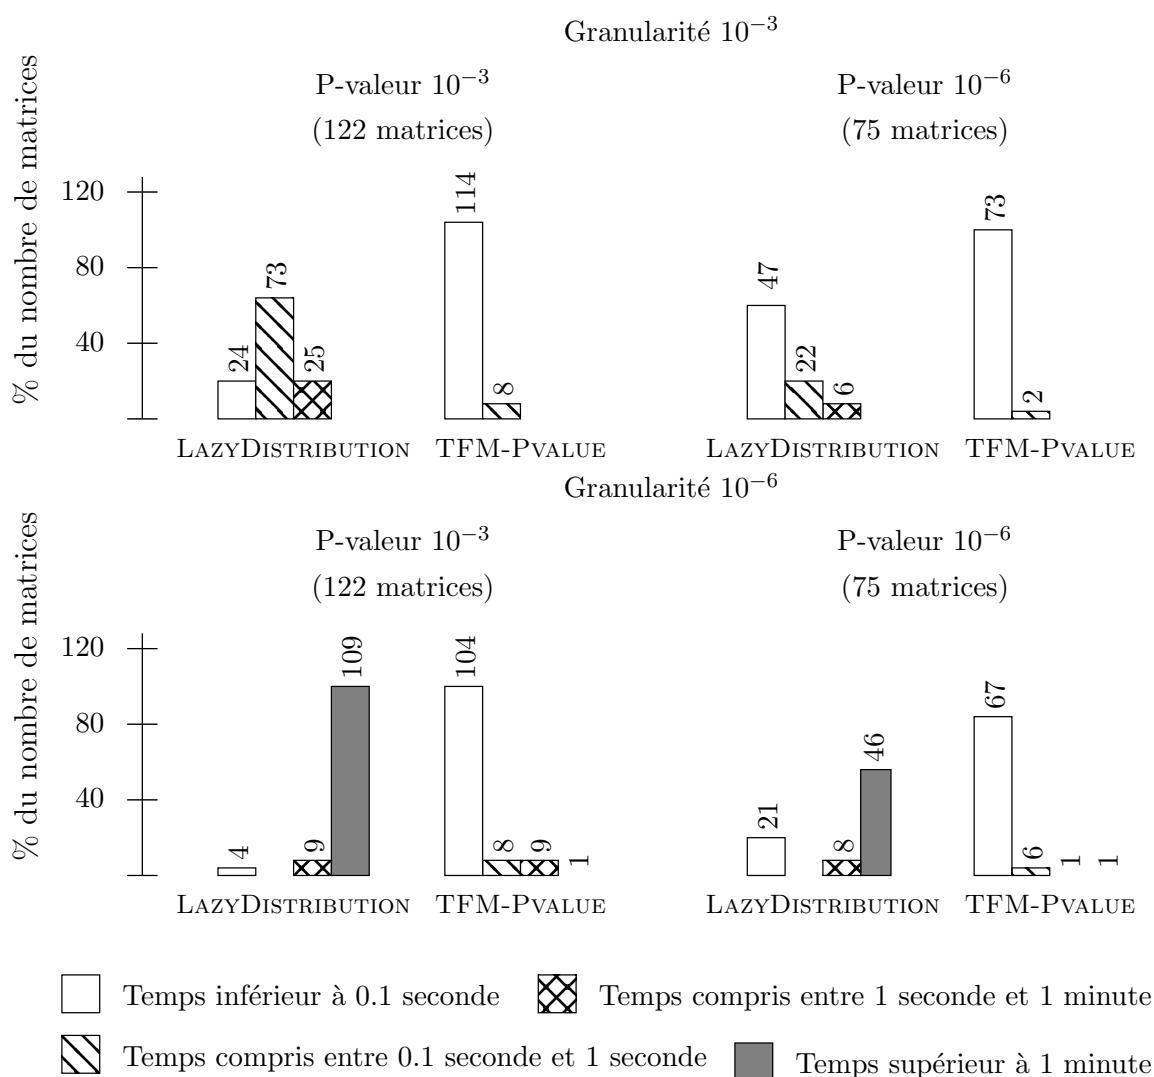 Granularité 10⁻³
P-valeur 10⁻³
(122 matrices)
P-valeur 10⁻⁶
(75 matrices)
% du nombre de matrices
120
80
40
24
73
25
114
8
47
22
6
73
2
LAZYDISTRIBUTION
TFM-PVALUE
LAZYDISTRIBUTION
TFM-PVALUE
Granularité 10⁻⁶
P-valeur 10⁻³
(122 matrices)
P-valeur 10⁻⁶
(75 matrices)
% du nombre de matrices
120
80
40
4
9
109
104
8
9
1
21
8
46
67
6
1
1
LAZYDISTRIBUTION
TFM-PVALUE
LAZYDISTRIBUTION
TFM-PVALUE
Temps inférieur à 0.1 seconde
Temps compris entre 1 seconde et 1 minute
Temps compris entre 0.1 seconde et 1 seconde
Temps supérieur à 1 minute